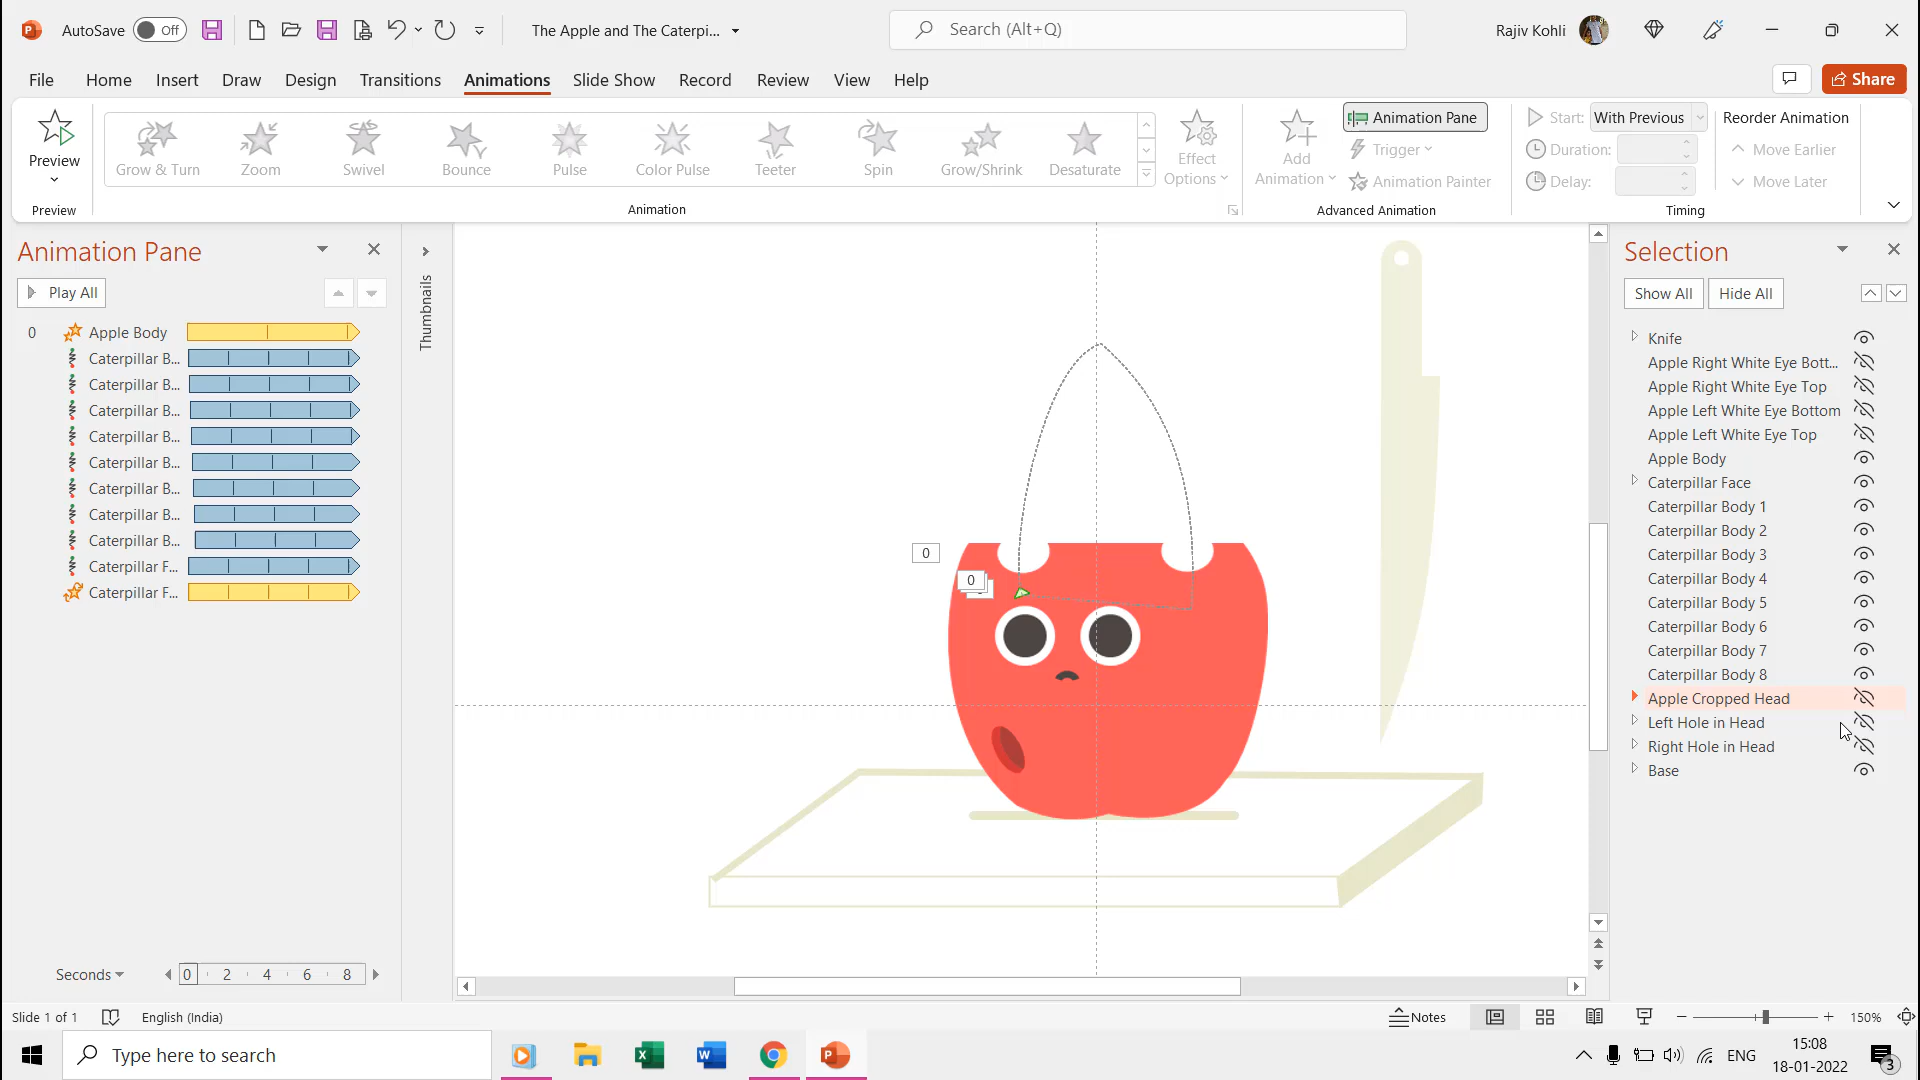 AutoSave Off The Apple and The Caterpi... Search (Alt+Q) Rajiv Kohli
File Home Insert Draw Design Transitions Animations Slide Show Record Review View Help Share
Preview
Grow & Turn Zoom Swivel Bounce Pulse Color Pulse Teeter Spin Grow/Shrink Desaturate
Effect
Options
Add
Animation
Animation Pane
Trigger
Animation Painter
Start: With Previous
Duration:
Delay:
Reorder Animation
Move Earlier
Move Later
Preview Animation Advanced Animation Timing
Animation Pane
Play All
0 Apple Body
Caterpillar B...
Caterpillar B...
Caterpillar B...
Caterpillar B...
Caterpillar B...
Caterpillar B...
Caterpillar B...
Caterpillar B...
Caterpillar F...
Caterpillar F...
Seconds 0 2 4 6 8
Thumbnails
0
0
Selection
Show All Hide All
Knife
Apple Right White Eye Bott...
Apple Right White Eye Top
Apple Left White Eye Bottom
Apple Left White Eye Top
Apple Body
Caterpillar Face
Caterpillar Body 1
Caterpillar Body 2
Caterpillar Body 3
Caterpillar Body 4
Caterpillar Body 5
Caterpillar Body 6
Caterpillar Body 7
Caterpillar Body 8
Apple Cropped Head
Left Hole in Head
Right Hole in Head
Base
Slide 1 of 1 English (India) Notes 150%
Type here to search
ENG
15:08
18-01-2022
3